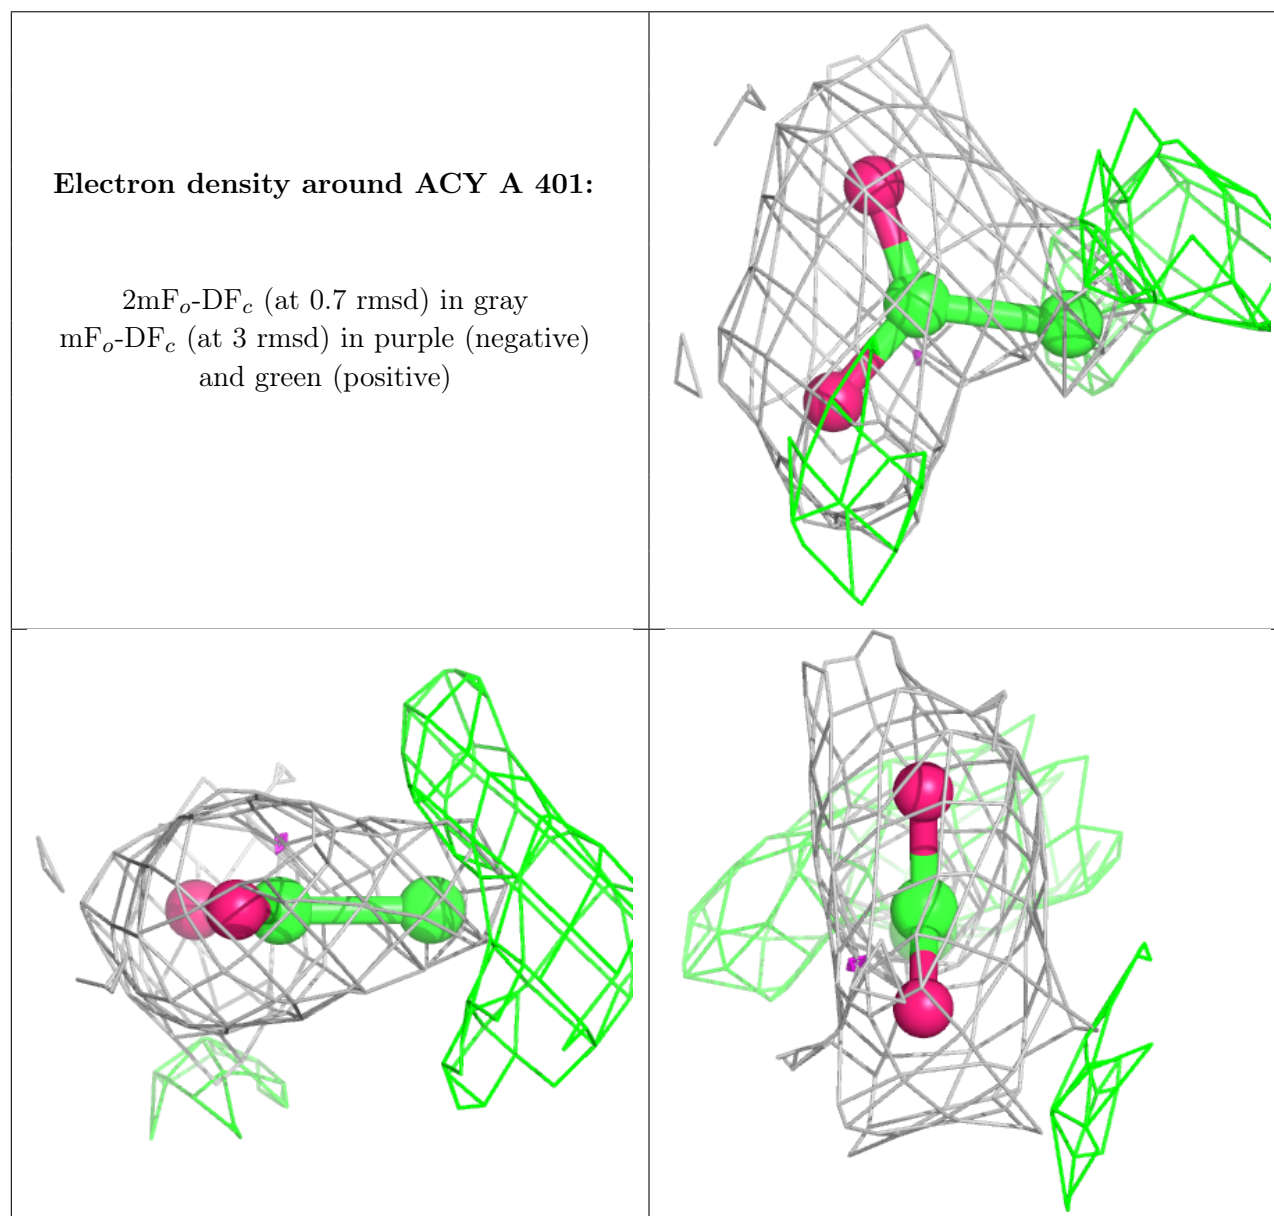 Electron density around ACY A 401:
2mFo-DFc (at 0.7 rmsd) in gray
mFo-DFc (at 3 rmsd) in purple (negative)
and green (positive)